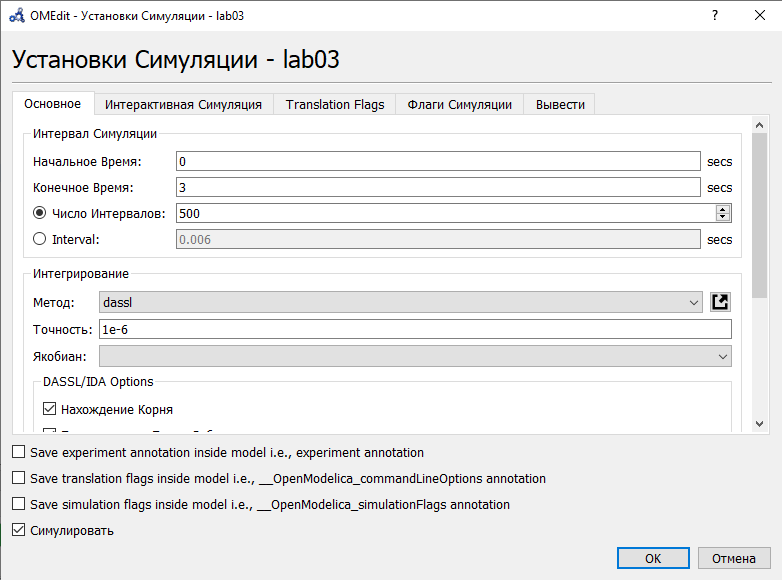 OMEdit - Установки Симуляции - lab03
Установки Симуляции - lab03
Основное Интерактивная Симуляция Translation Flags Флаги Симуляции Вывести
Интервал Симуляции
Начальное Время: 0 secs
Конечное Время: 3 secs
Число Интервалов: 500
Interval: 0.006 secs
Интегрирование
Метод: dassl
Точность: 1e-6
Якобиан:
DASSL/IDA Options
Нахождение Корня
Save experiment annotation inside model i.e., experiment annotation
Save translation flags inside model i.e., __OpenModelica_commandLineOptions annotation
Save simulation flags inside model i.e., __OpenModelica_simulationFlags annotation
Симулировать
OK Отмена